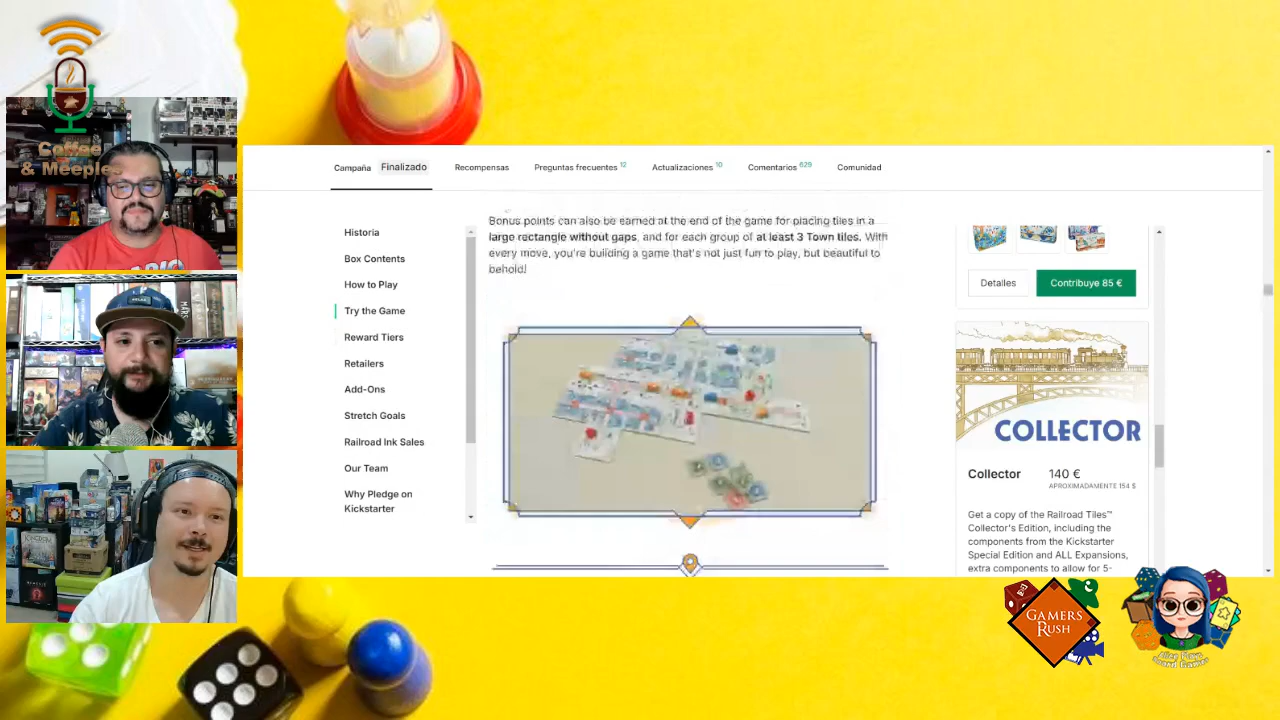 Coffee
& Meeples
Campaña
Finalizado
Recompensas
Preguntas frecuentes 12
Actualizaciones 10
Comentarios 629
Comunidad
Historia
Box Contents
How to Play
Try the Game
Reward Tiers
Retailers
Add-Ons
Stretch Goals
Railroad Ink Sales
Our Team
Why Pledge on
Kickstarter
Bonus points can also be earned at the end of the game for placing tiles in a
large rectangle without gaps, and for each group of at least 3 Town tiles. With
every move, you're building a game that's not just fun to play, but beautiful to
behold!
Detalles
Contribuye 85 €
COLLECTOR
Collector
140 €
APROXIMADAMENTE 154 $
Get a copy of the Railroad Tiles™
Collector's Edition, including the
components from the Kickstarter
Special Edition and ALL Expansions,
extra components to allow for 5-
GAMERS
RUSH
Board Games